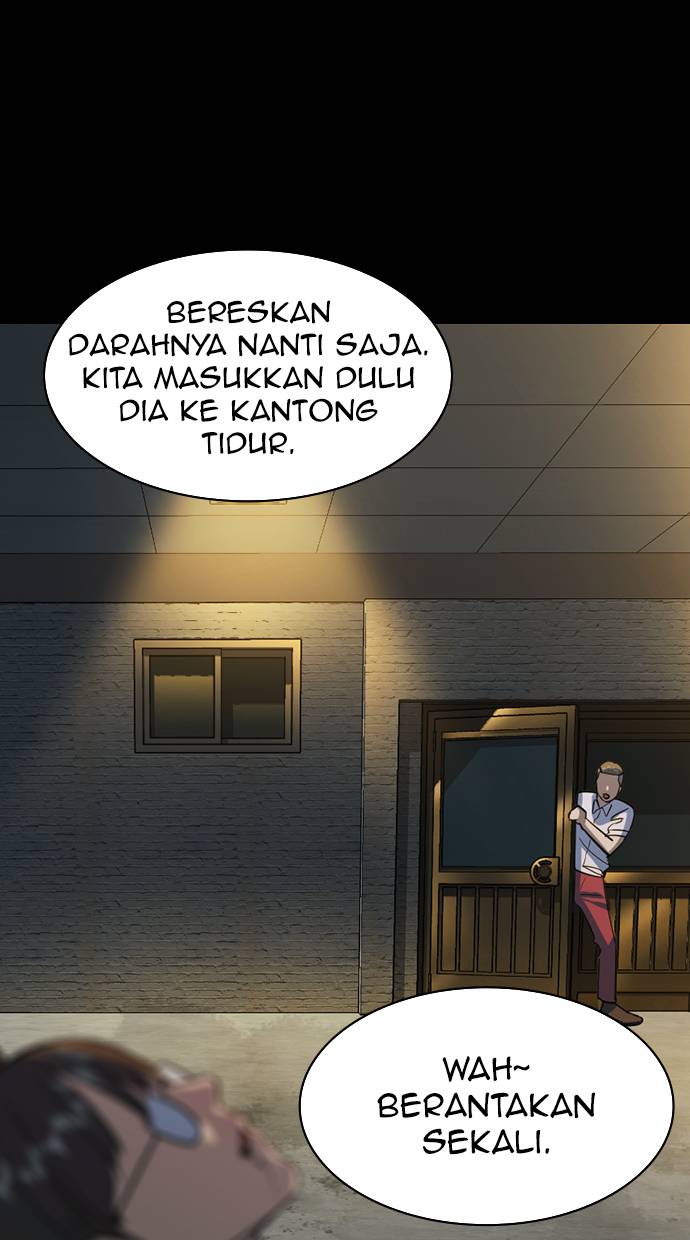 BERESKAN
DARAHNYA NANTI SAJA.
KITA MASUKKAN DULU
DIA KE KANTONG
TIDUR.
WAH~
BERANTAKAN
SEKALI.